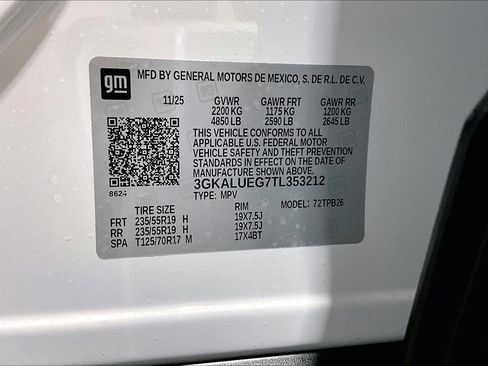 gm
MFD BY GENERAL MOTORS DE MEXICO, S. DE R.L. DE C.V.
11/25 GVWR GAWR FRT GAWR RR
2200 KG 1175 KG 1200 KG
4850 LB 2590 LB 2645 LB
THIS VEHICLE CONFORMS TO ALL
APPLICABLE U.S. FEDERAL MOTOR
VEHICLE SAFETY AND THEFT PREVENTION
STANDARDS IN EFFECT ON THE DATE OF
MANUFACTURE SHOWN ABOVE.
8624 3GKALUEG7TL353212
TYPE: MPV MODEL: 72TPB26
TIRE SIZE RIM
FRT 235/55R19 H 19X7.5J
RR 235/55R19 H 19X7.5J
SPA T125/70R17 M 17X4BT